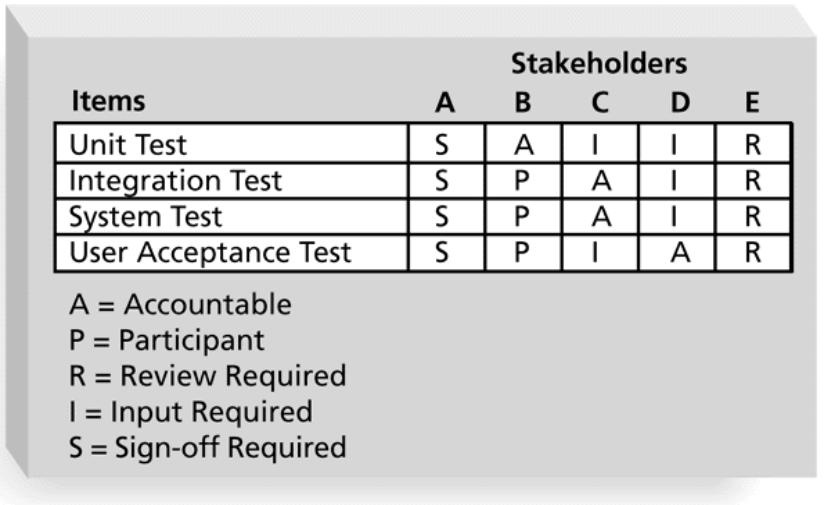 Stakeholders
Items A B C D E
Unit Test S A I I R
Integration Test S P A I R
System Test S P A I R
User Acceptance Test S P I A R
A = Accountable
P = Participant
R = Review Required
I = Input Required
S = Sign-off Required